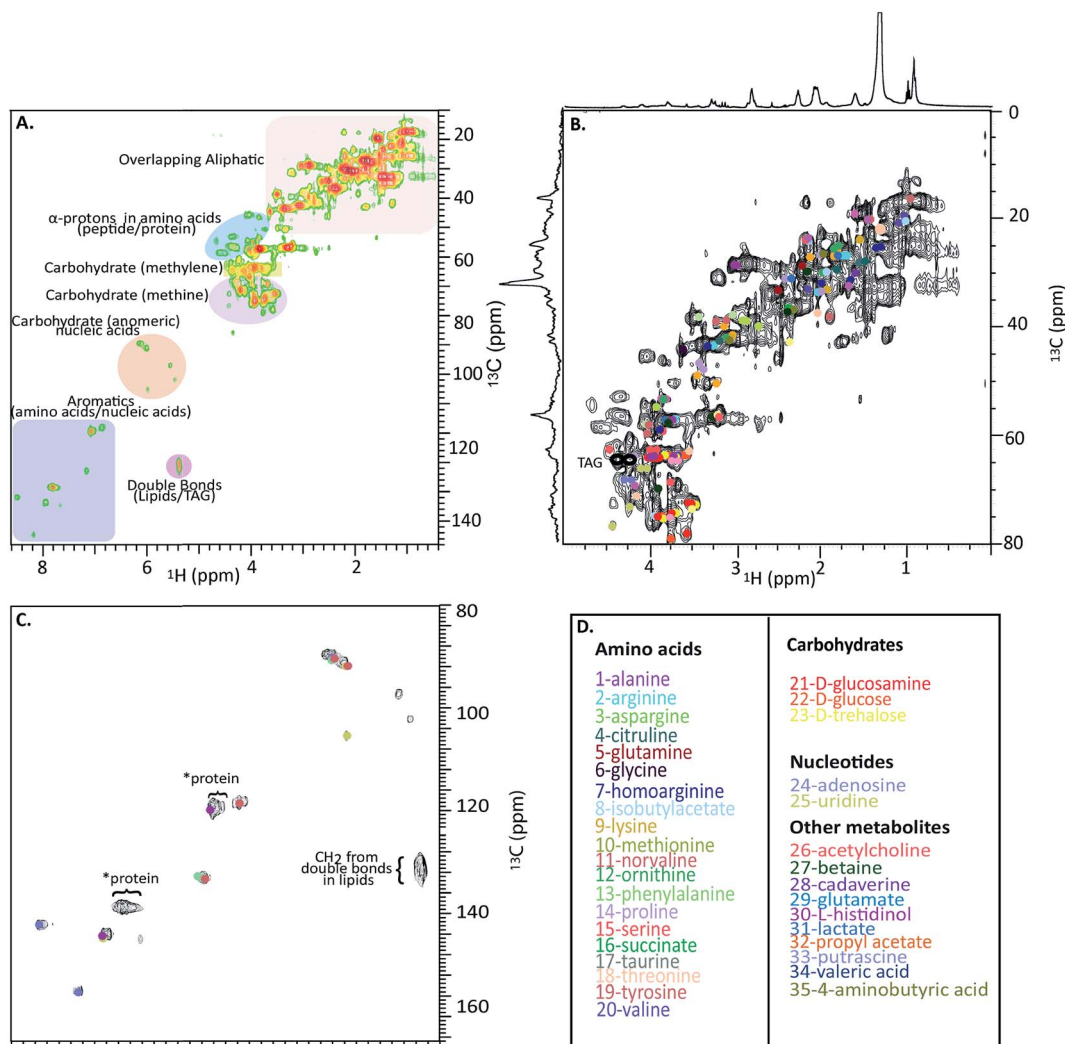 A.
Overlapping Aliphatic
α-protons in amino acids
(peptide/protein)
Carbohydrate (methylene)
Carbohydrate (methine)
Carbohydrate (anomeric)
nucleic acids
Aromatics
(amino acids/nucleic acids)
Double Bonds
(Lipids/TAG)
20
40
60
80
100
120
140
13C (ppm)
8
6
4
2
1H (ppm)
B.
TAG
0
20
40
60
80
13C (ppm)
4
3
2
1
1H (ppm)
C.
*protein
*protein
CH2 from
double bonds
in lipids
80
100
120
140
160
13C (ppm)
D.
Amino acids
1-alanine
2-arginine
3-aspargine
4-citruline
5-glutamine
6-glycine
7-homoarginine
8-isobutylacetate
9-lysine
10-methionine
11-norvaline
12-ornithine
13-phenylalanine
14-proline
15-serine
16-succinate
17-taurine
18-threonine
19-tyrosine
20-valine
Carbohydrates
21-D-glucosamine
22-D-glucose
23-D-trehalose
Nucleotides
24-adenosine
25-uridine
Other metabolites
26-acetylcholine
27-betaine
28-cadaverine
29-glutamate
30-L-histidinol
31-lactate
32-propyl acetate
33-putrascine
34-valeric acid
35-4-aminobutyric acid